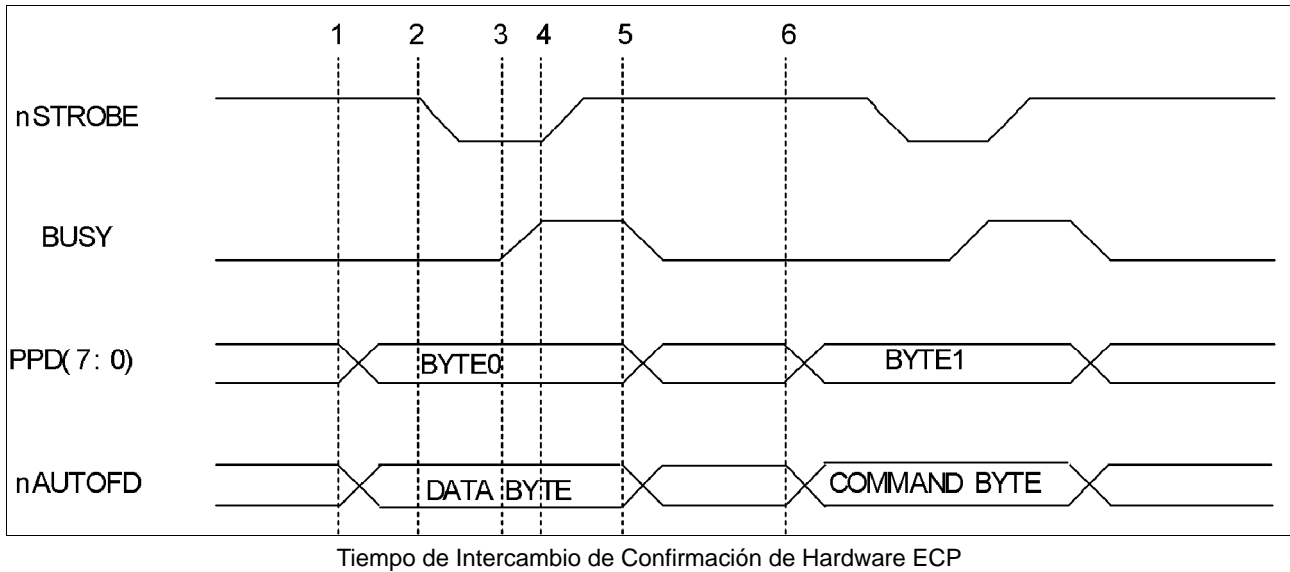 1 2 3 4 5 6
nSTROBE
BUSY
PPD(7:0) BYTE0 BYTE1
nAUTOFD DATA BYTE COMMAND BYTE
Tiempo de Intercambio de Confirmación de Hardware ECP